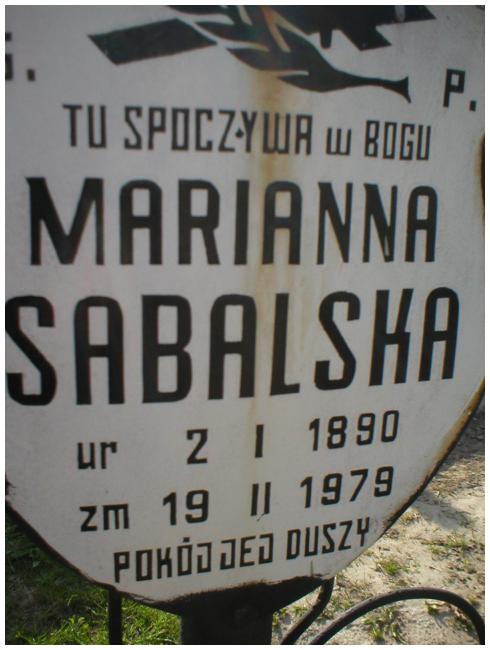 Ś. P.
TU SPOCZYWA w BOGU
MARIANNA
SABALSKA
ur 2 I 1890
zm 19 II 1979
POKÓJ JEJ DUSZY